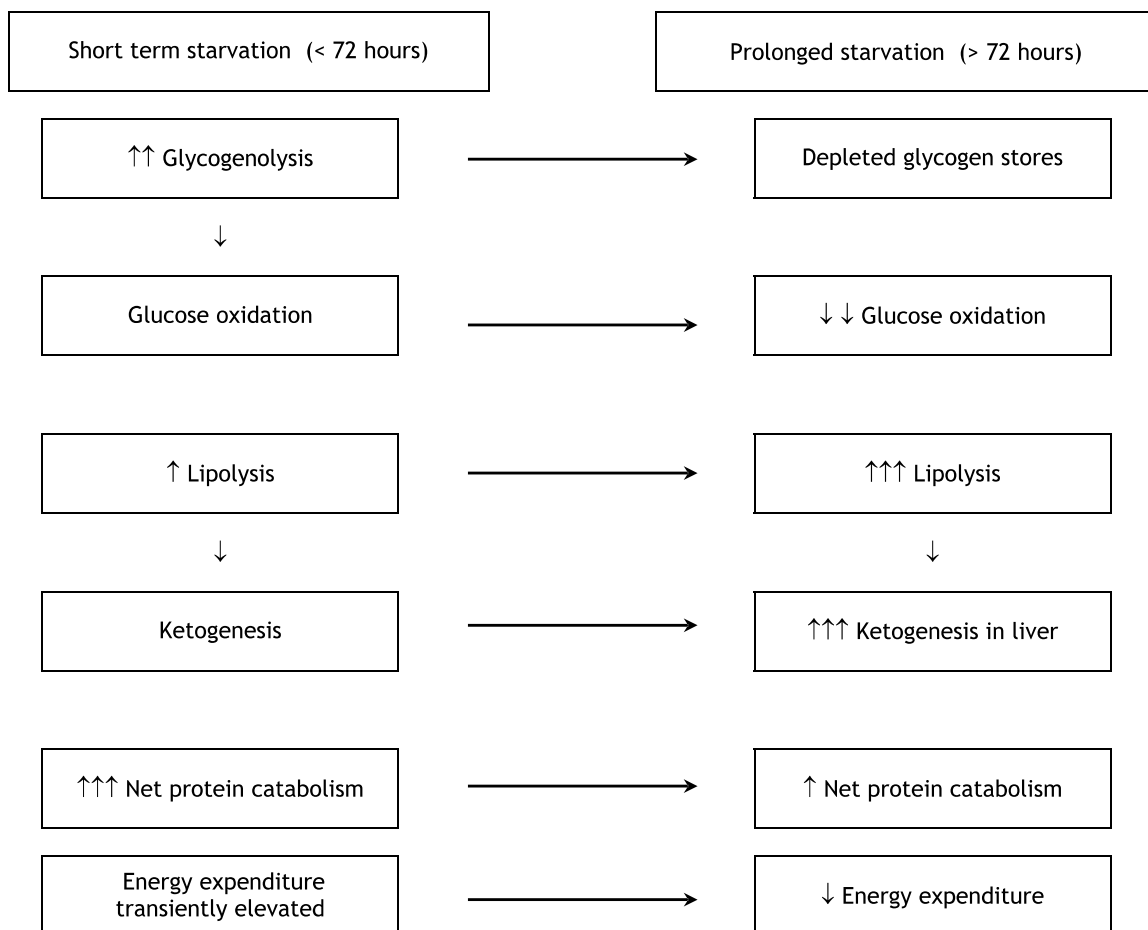 Short term starvation (< 72 hours)
Prolonged starvation (> 72 hours)
↑↑ Glycogenolysis
Depleted glycogen stores
↓
Glucose oxidation
↓ ↓ Glucose oxidation
↑ Lipolysis
↑↑↑ Lipolysis
↓
↓
Ketogenesis
↑↑↑ Ketogenesis in liver
↑↑↑ Net protein catabolism
↑ Net protein catabolism
Energy expenditure
transiently elevated
↓ Energy expenditure